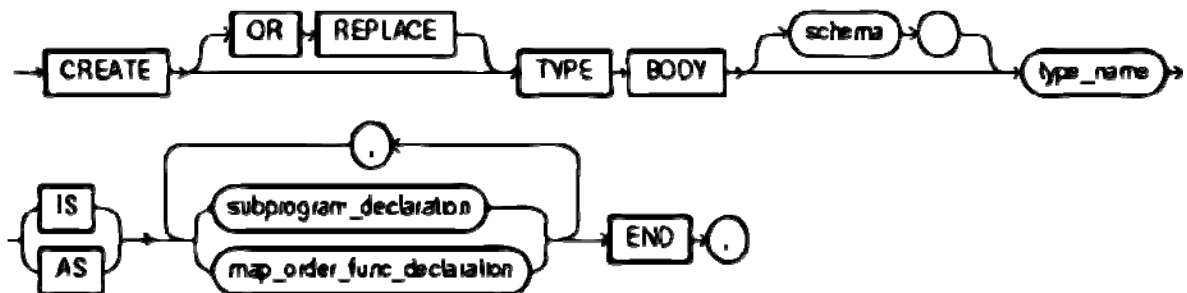 CREATE OR REPLACE TYPE BODY schema . type_name
IS
AS
,
subprogram_declaration
map_order_func_declaration
END